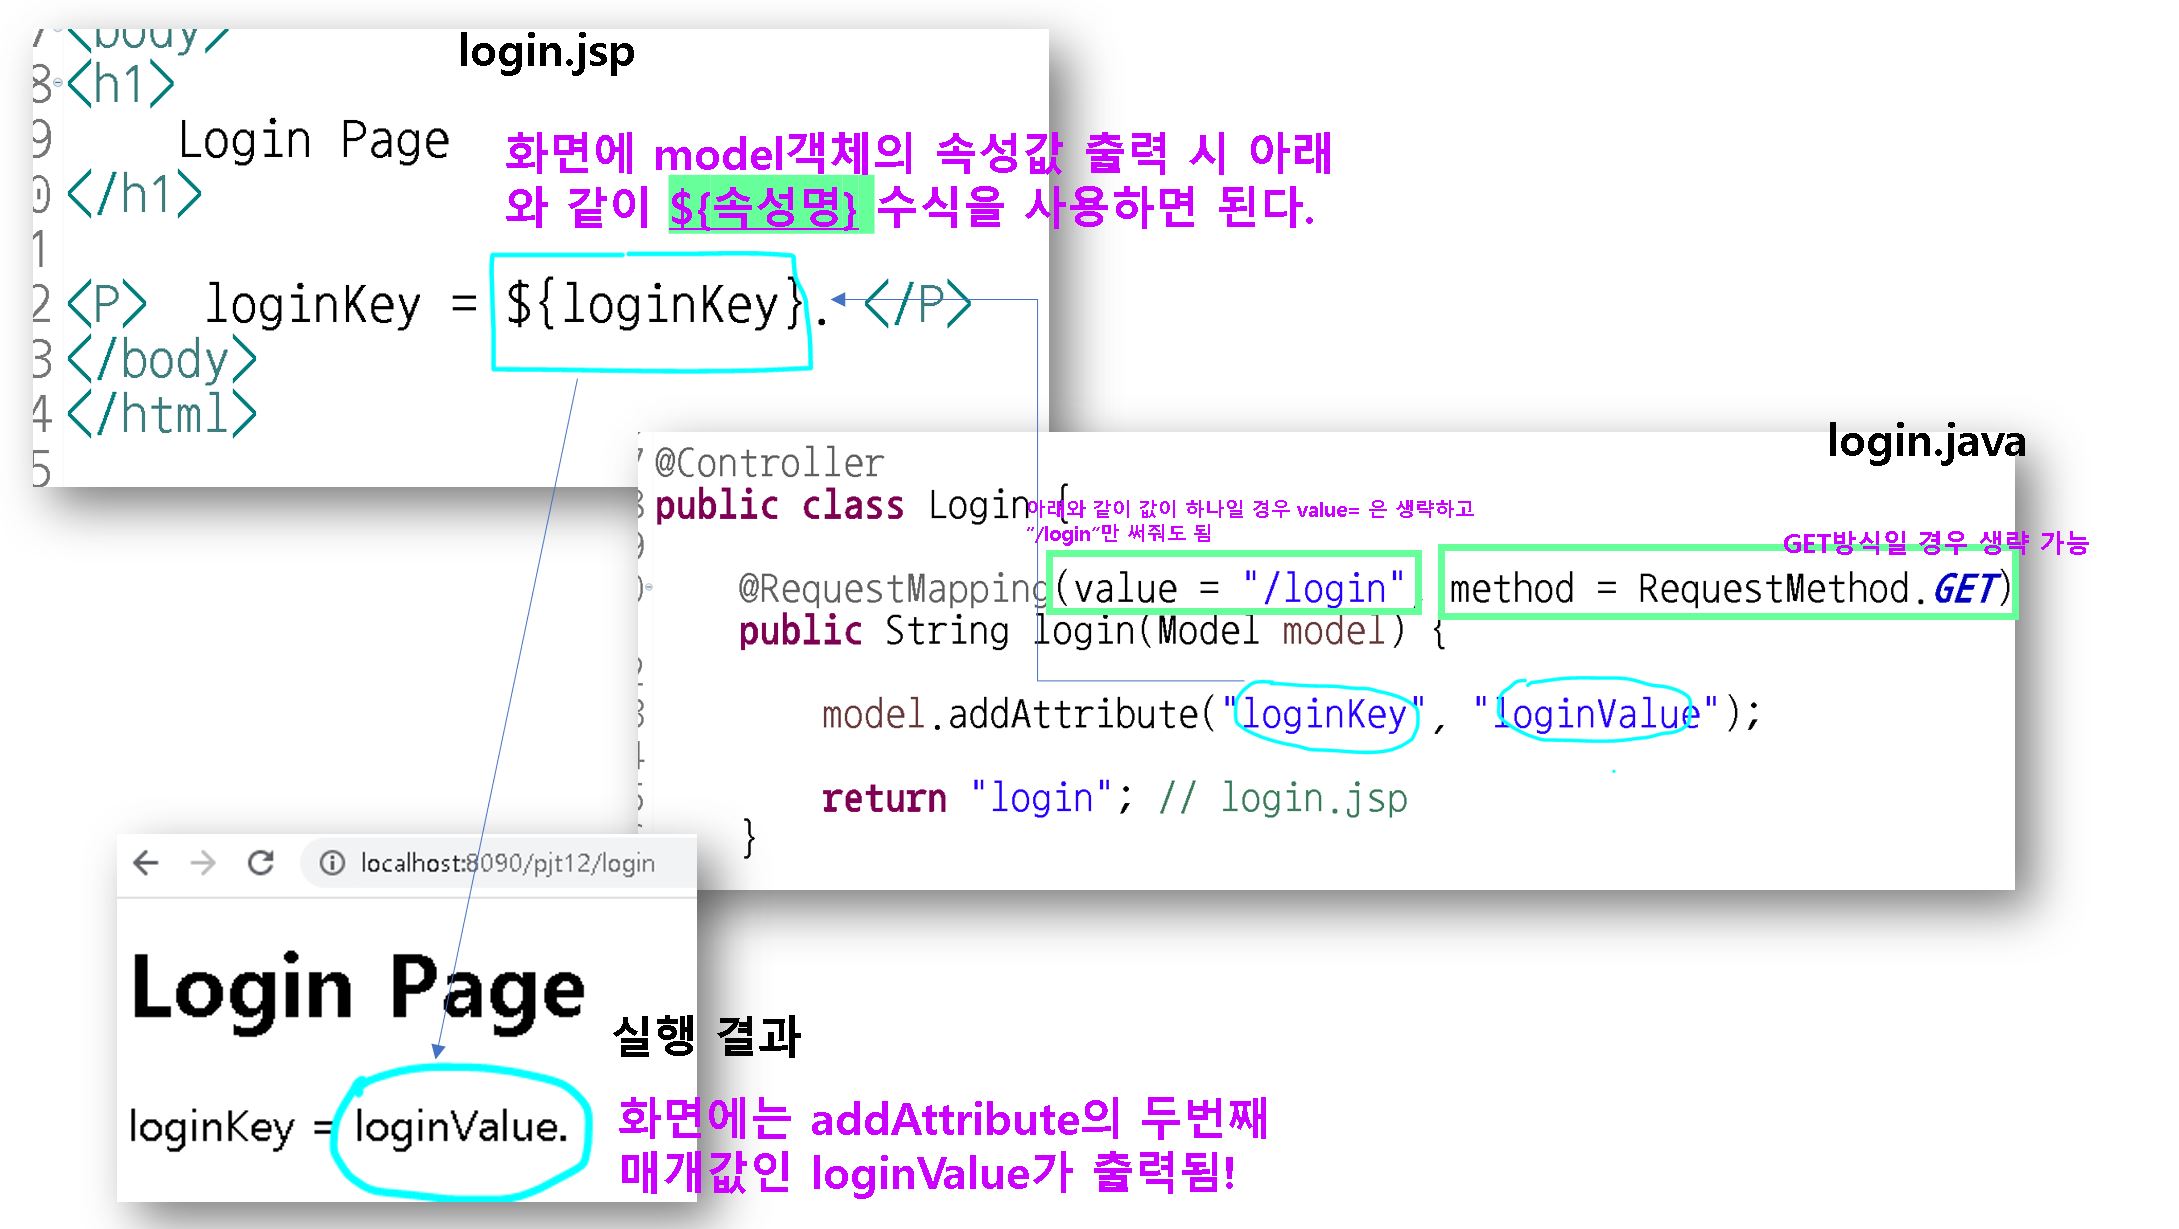 login.jsp
7 <body>
8 <h1>
9 Login Page
0 </h1>
1
2 <P> loginKey = ${loginKey}. </P>
3 </body>
4 </html>
5
화면에 model객체의 속성값 출력 시 아래
와 같이 ${속성명} 수식을 사용하면 된다.
login.java
@Controller
public class Login {
아래와 같이 값이 하나일 경우 value= 은 생략하고
"/login"만 써줘도 됨
GET방식일 경우 생략 가능
@RequestMapping(value = "/login", method = RequestMethod.GET)
public String login(Model model) {
model.addAttribute("loginKey", "loginValue");
return "login"; // login.jsp
}
localhost:8090/pjt12/login
Login Page
loginKey = loginValue.
실행 결과
화면에는 addAttribute의 두번째
매개값인 loginValue가 출력됨!